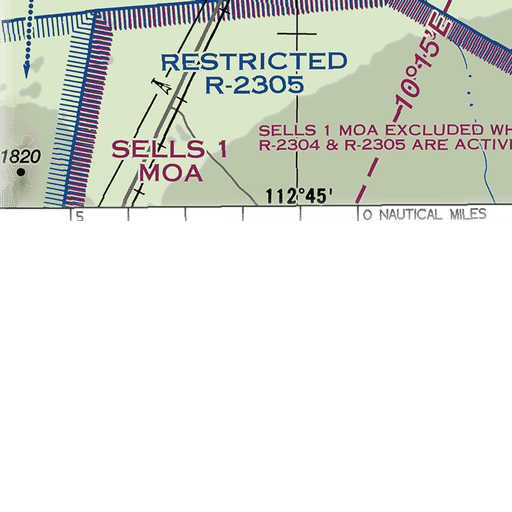 10°15'E
RESTRICTED
R-2305
SELLS 1 MOA EXCLUDED WH
R-2304 & R-2305 ARE ACTIVE
SELLS 1
MOA
1820
112°45'
5
0 NAUTICAL MILES